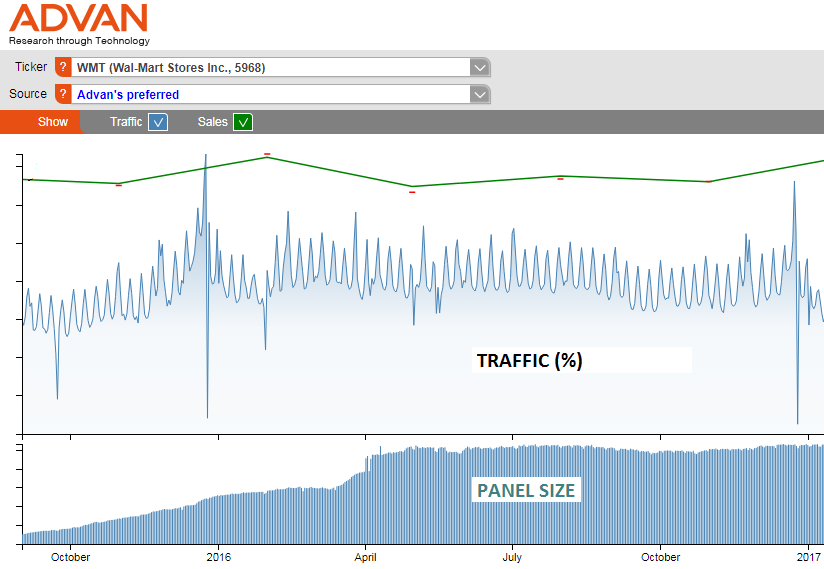 ADVAN
Research through Technology
Ticker ? WMT (Wal-Mart Stores Inc., 5968)
Source ? Advan's preferred
Show Traffic Sales
TRAFFIC (%)
PANEL SIZE
October 2016 April July October 2017